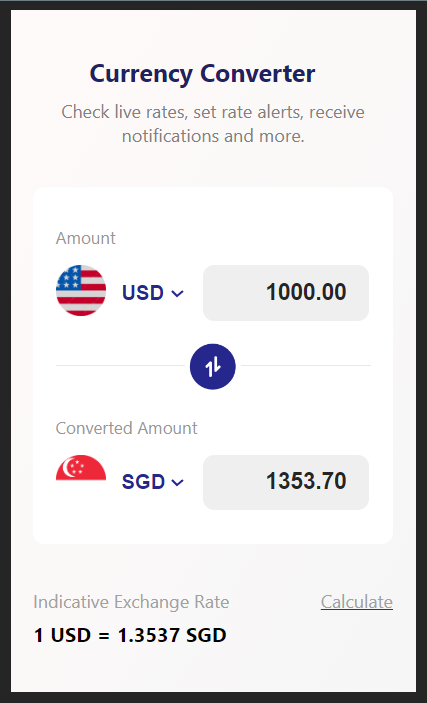 Currency Converter
Check live rates, set rate alerts, receive
notifications and more.
Amount
USD 1000.00
Converted Amount
SGD 1353.70
Indicative Exchange Rate Calculate
1 USD = 1.3537 SGD